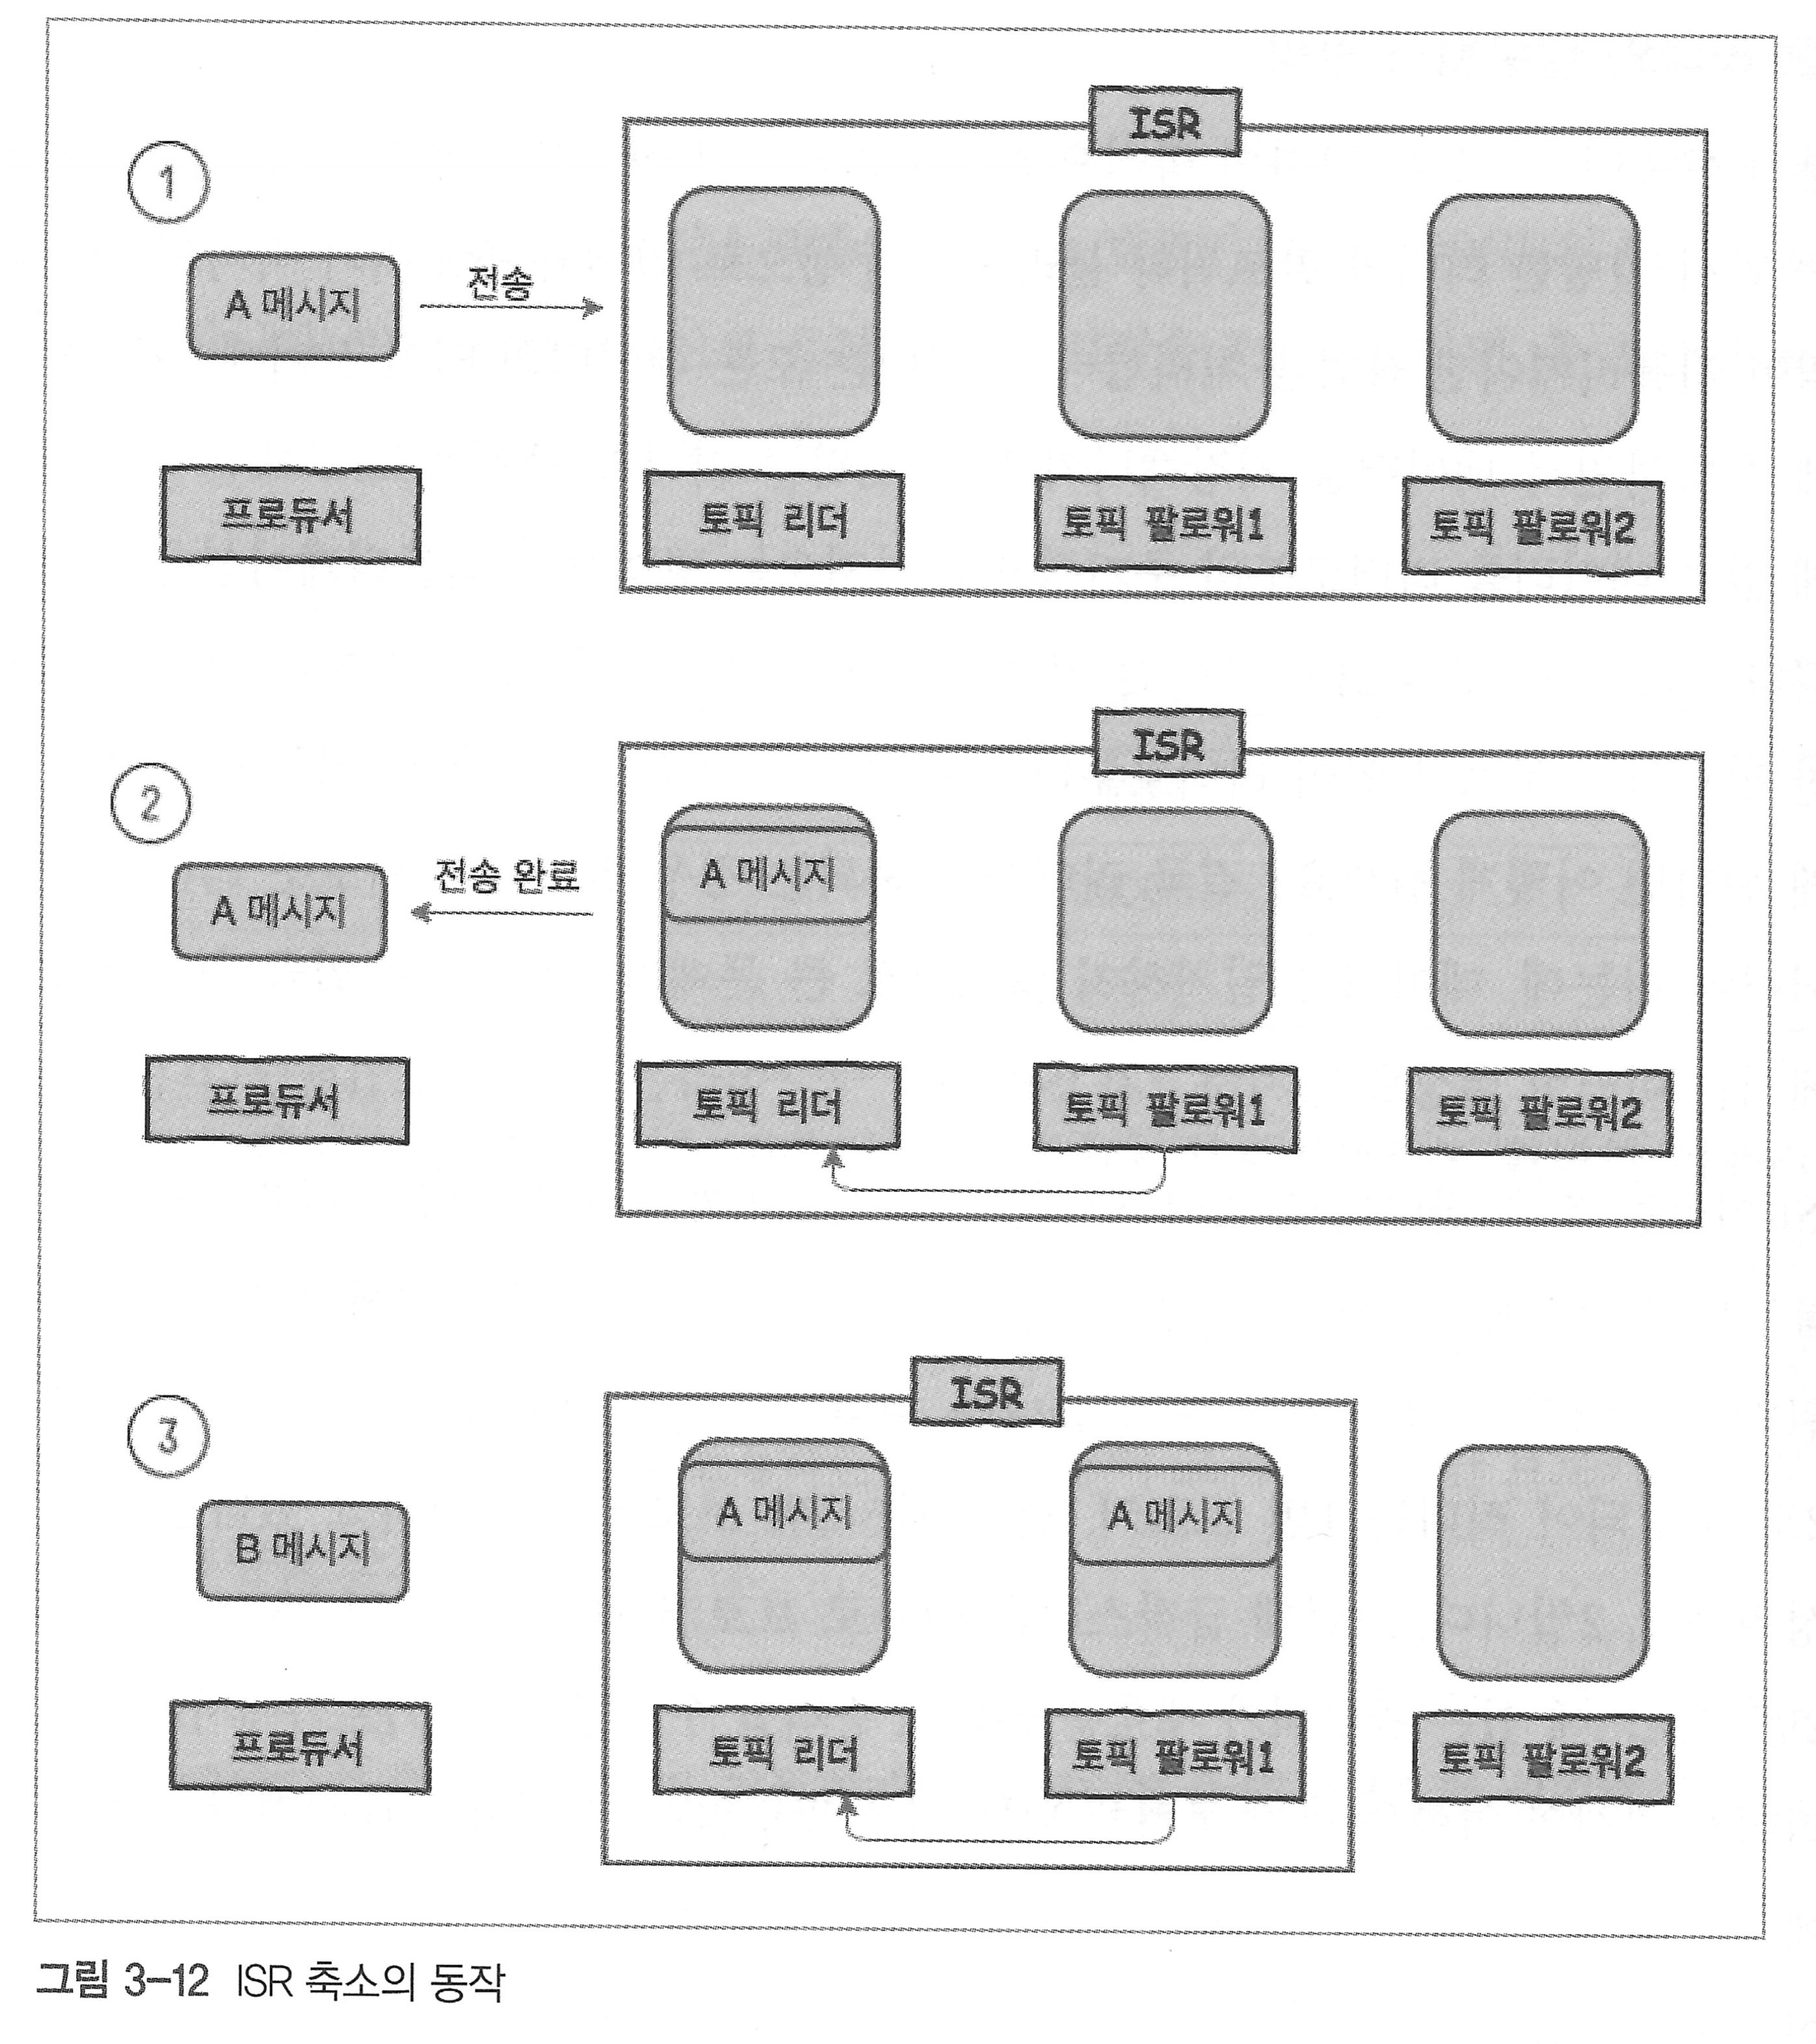 ISR
1
A 메시지
전송
프로듀서
토픽 리더
토픽 팔로워1
토픽 팔로워2
ISR
2
A 메시지
전송 완료
A 메시지
프로듀서
토픽 리더
토픽 팔로워1
토픽 팔로워2
ISR
3
B 메시지
A 메시지
A 메시지
프로듀서
토픽 리더
토픽 팔로워1
토픽 팔로워2
그림 3-12 ISR 축소의 동작